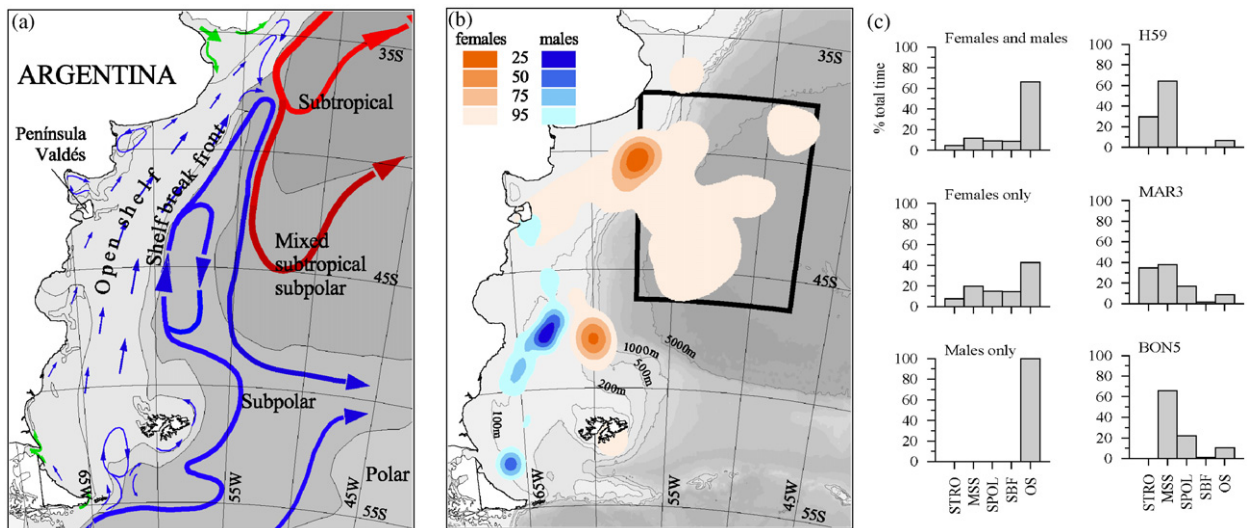 (a)
ARGENTINA
Península
Valdés
Open shelf
Shelf break front
Subtropical
Mixed
subtropical
subpolar
Subpolar
Polar
35S
45S
55S
65W
55W
45W
(b)
females
males
25
50
75
95
35S
45S
55S
165W
55W
45W
100m
200m
500m
1000m
5000m
(c)
% total time
Females and males
100
80
60
40
20
0
H59
100
80
60
40
20
0
Females only
100
80
60
40
20
0
MAR3
100
80
60
40
20
0
Males only
100
80
60
40
20
0
BON5
100
80
60
40
20
0
STRO
MSS
SPOL
SBF
OS
STRO
MSS
SPOL
SBF
OS